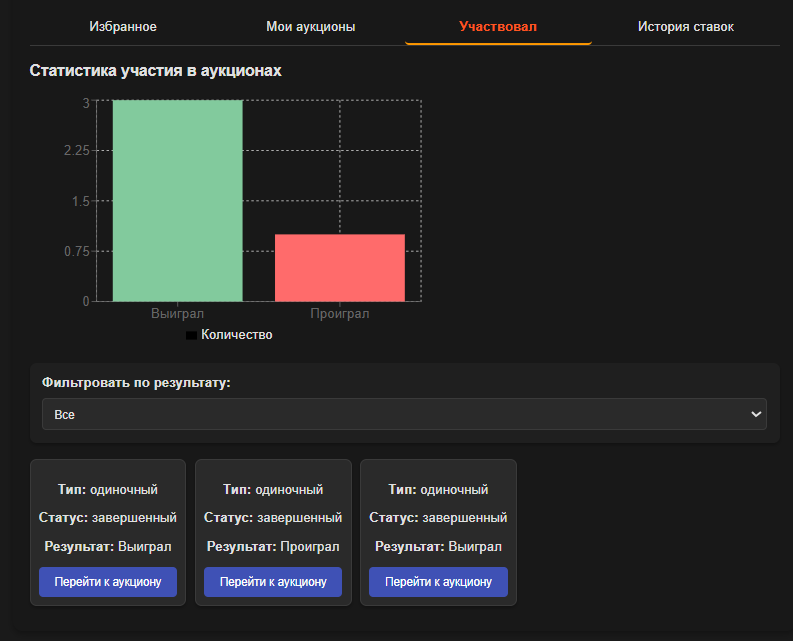 Избранное Мои аукционы Участвовал История ставок
Статистика участия в аукционах
3
2.25
1.5
0.75
0
Выиграл Проиграл
Количество
Фильтровать по результату:
Все
Тип: одиночный Тип: одиночный Тип: одиночный
Статус: завершенный Статус: завершенный Статус: завершенный
Результат: Выиграл Результат: Проиграл Результат: Выиграл
Перейти к аукциону Перейти к аукциону Перейти к аукциону